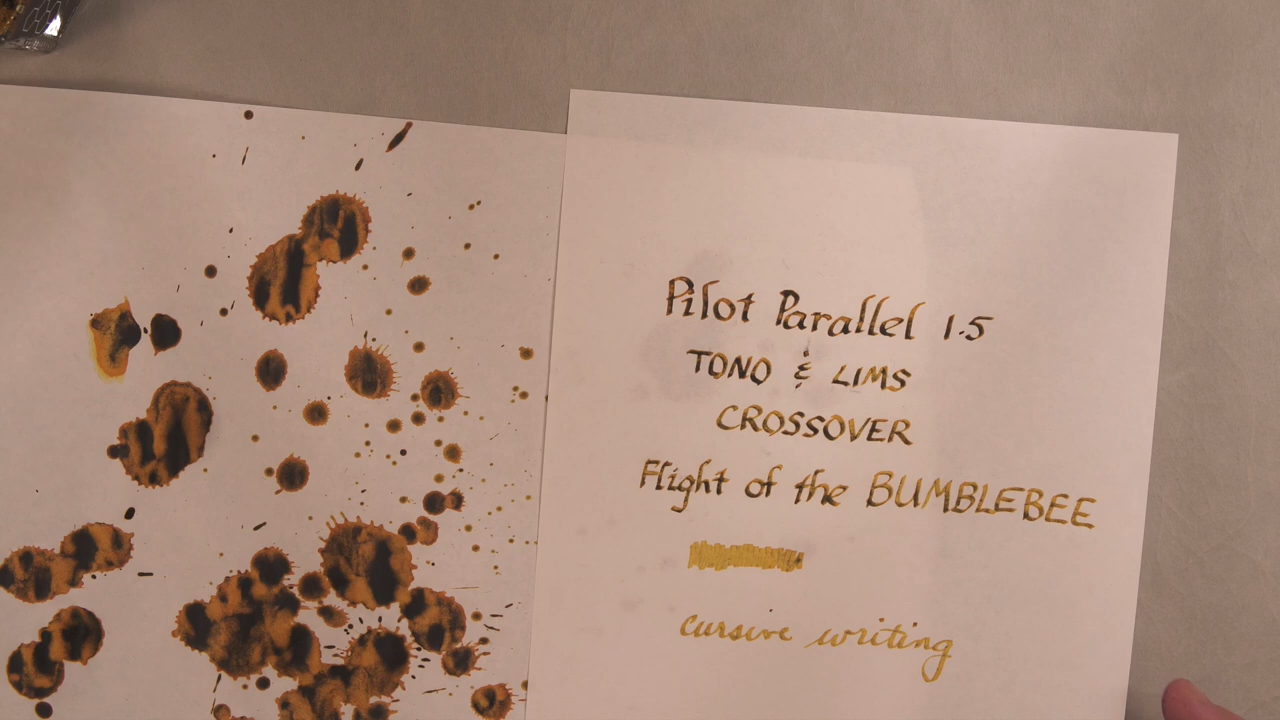 Pilot Parallel 1.5
TONO & LIMS
CROSSOVER
Flight of the BUMBLEBEE
cursive writing